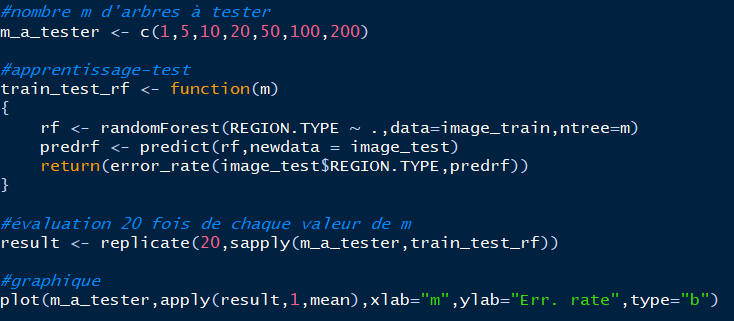 #nombre m d'arbres à tester
m_a_tester <- c(1,5,10,20,50,100,200)
#apprentissage-test
train_test_rf <- function(m)
{
rf <- randomForest(REGION.TYPE ~ .,data=image_train,ntree=m)
predrf <- predict(rf,newdata = image_test)
return(error_rate(image_test$REGION.TYPE,predrf))
}
#évaluation 20 fois de chaque valeur de m
result <- replicate(20,sapply(m_a_tester,train_test_rf))
#graphique
plot(m_a_tester,apply(result,1,mean),xlab="m",ylab="Err. rate",type="b")